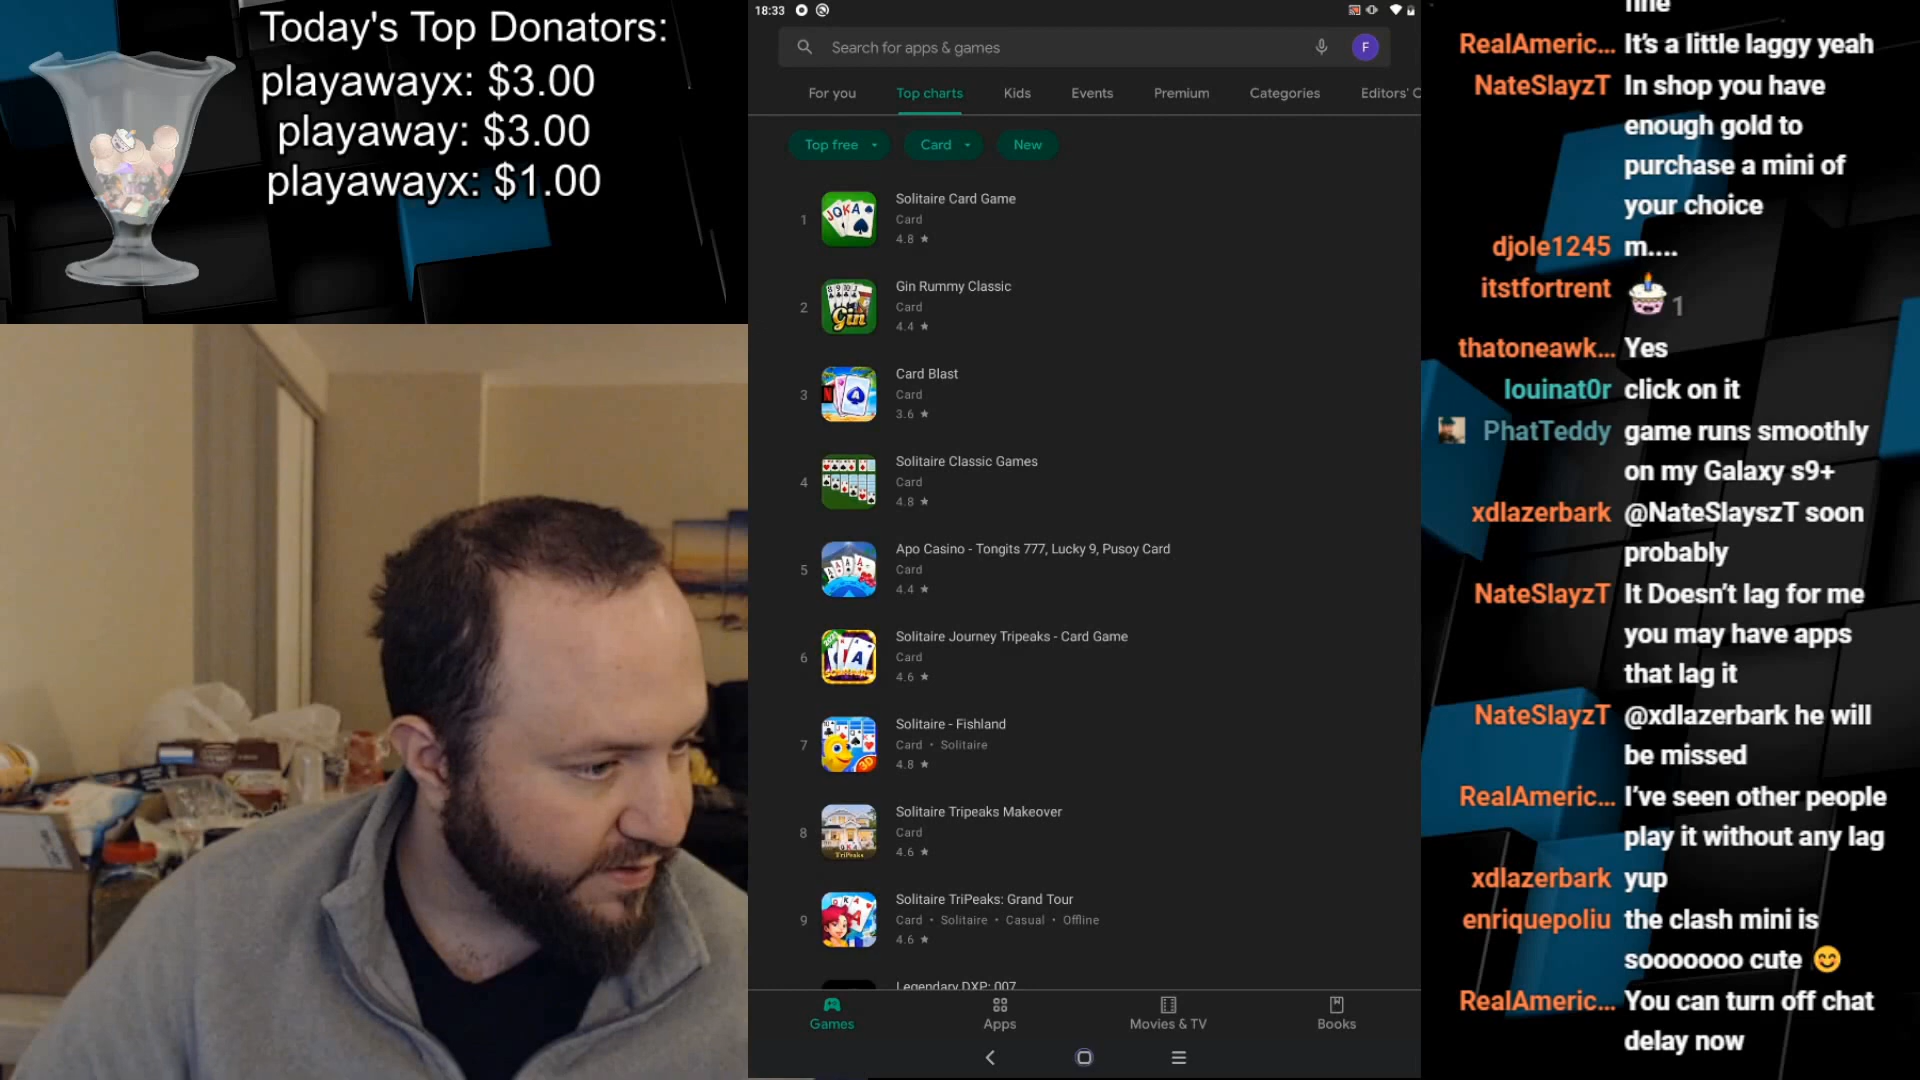 Today's Top Donators:
playawayx: $3.00
playaway: $3.00
playawayx: $1.00
18:33
Search for apps & games
F
For you
Top charts
Kids
Events
Premium
Categories
Editors' C
Top free
Card
New
1
Solitaire Card Game
Card
4.8 ★
2
Gin Rummy Classic
Card
4.4 ★
3
Card Blast
Card
3.6 ★
4
Solitaire Classic Games
Card
4.8 ★
5
Apo Casino - Tongits 777, Lucky 9, Pusoy Card
Card
4.4 ★
6
Solitaire Journey Tripeaks - Card Game
Card
4.6 ★
7
Solitaire - Fishland
Card • Solitaire
4.8 ★
8
Solitaire Tripeaks Makeover
Card
4.6 ★
9
Solitaire TriPeaks: Grand Tour
Card • Solitaire • Casual • Offline
4.6 ★
Legendary DXP: 007
Games
Apps
Movies & TV
Books
fine
RealAmeric... It's a little laggy yeah
NateSlayzT In shop you have
enough gold to
purchase a mini of
your choice
djole1245 m....
itstfortrent 1
thatoneawk... Yes
louinat0r click on it
PhatTeddy game runs smoothly
on my Galaxy s9+
xdlazerbark @NateSlayszT soon
probably
NateSlayzT It Doesn't lag for me
you may have apps
that lag it
NateSlayzT @xdlazerbark he will
be missed
RealAmeric... I've seen other people
play it without any lag
xdlazerbark yup
enriquepoliu the clash mini is
sooooooo cute 😊
RealAmeric... You can turn off chat
delay now